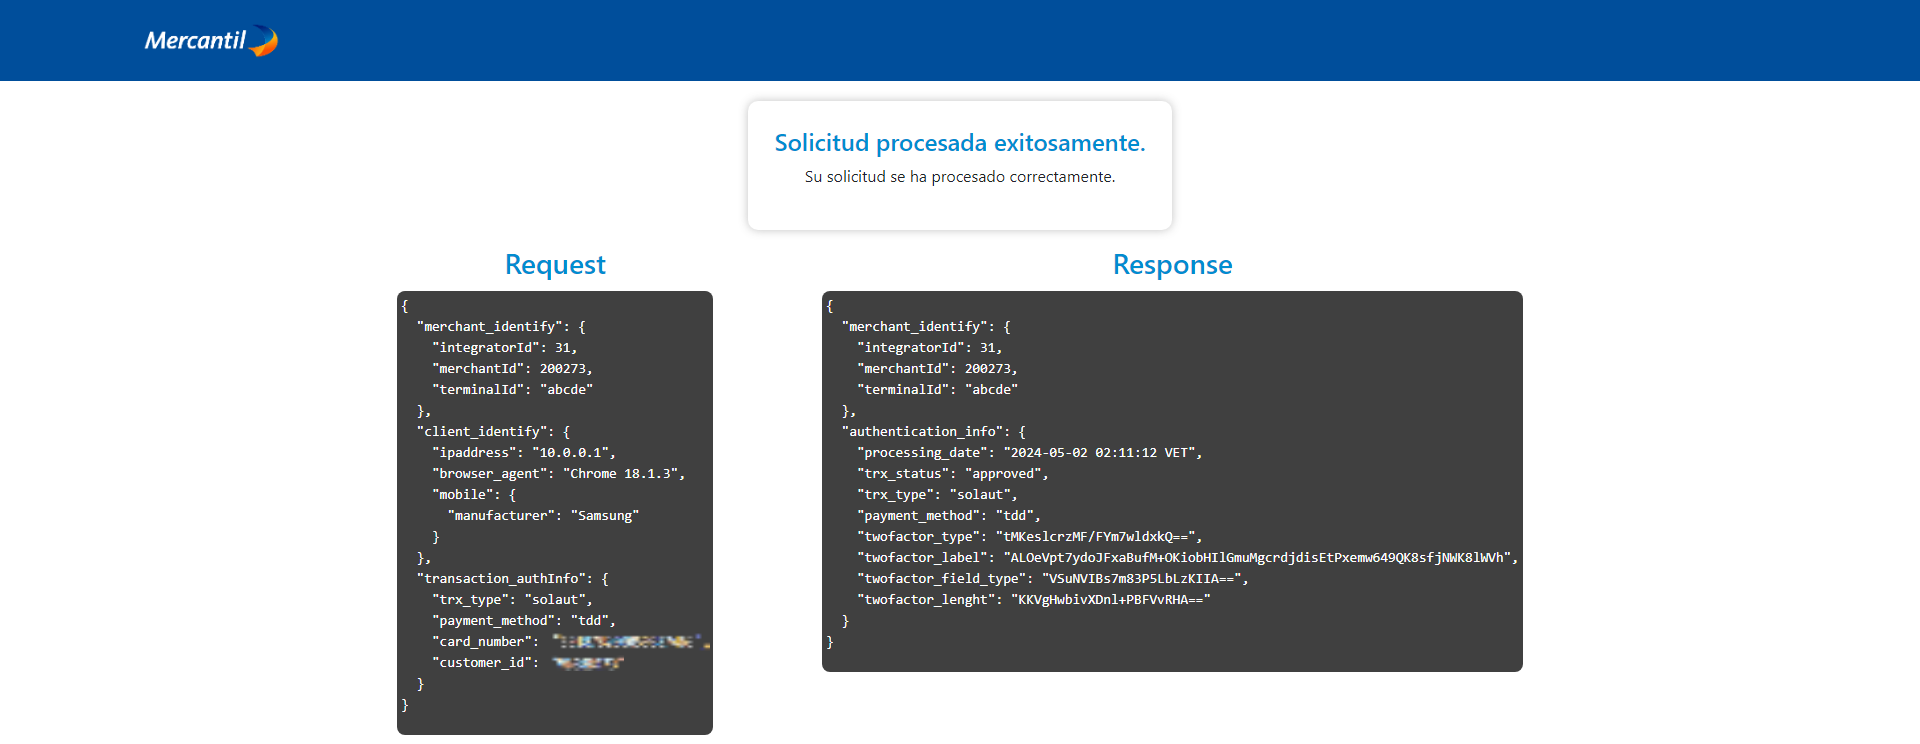 Mercantil
Solicitud procesada exitosamente.
Su solicitud se ha procesado correctamente.
Request
{
  "merchant_identify": {
    "integratorId": 31,
    "merchantId": 200273,
    "terminalId": "abcde"
  },
  "client_identify": {
    "ipaddress": "10.0.0.1",
    "browser_agent": "Chrome 18.1.3",
    "mobile": {
      "manufacturer": "Samsung"
    }
  },
  "transaction_authInfo": {
    "trx_type": "solaut",
    "payment_method": "tdd",
    "card_number":
    "customer_id":
  }
}
Response
{
  "merchant_identify": {
    "integratorId": 31,
    "merchantId": 200273,
    "terminalId": "abcde"
  },
  "authentication_info": {
    "processing_date": "2024-05-02 02:11:12 VET",
    "trx_status": "approved",
    "trx_type": "solaut",
    "payment_method": "tdd",
    "twofactor_type": "tMKeslcrzMF/FYm7wldxkQ==",
    "twofactor_label": "ALOeVpt7ydoJFxaBufM+OKiobHIlGmuMgcrdjdisEtPxemw649QK8sfjNWK8lWVh",
    "twofactor_field_type": "VSuNVIBs7m83P5LbLzKIIA==",
    "twofactor_lenght": "KKVgHwbivXDnl+PBFVvRHA=="
  }
}